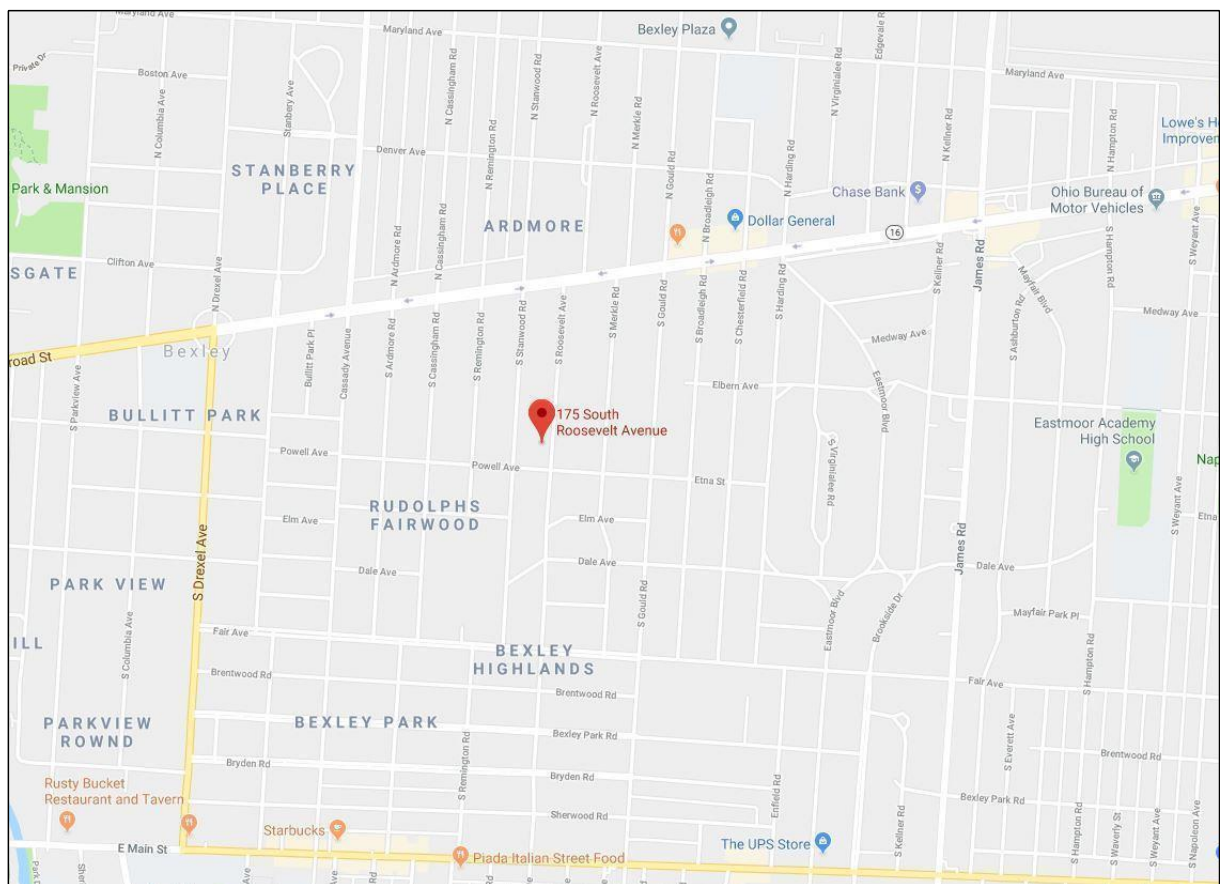 Maryland Ave
Maryland Ave
Bexley Plaza
Edgevale R
Private Dr
Boston Ave
Maryland Ave
N Columbia Ave
Stanbery Ave
N Cassingham Rd
N Remington Rd
N Stanwood Rd
N Roosevelt Ave
N Merkle Rd
N Virginialee Rd
N Kellner Rd
N Hampton Rd
Lowe's H
Improve
Denver Ave
STANBERRY
PLACE
Park & Mansion
N Gould Rd
N Broadleigh Rd
N Harding Rd
Chase Bank
Ohio Bureau of
Motor Vehicles
ARDMORE
Dollar General
16
SGATE
Clifton Ave
N Drexel Ave
N Ardmore Rd
N Cassingham Rd
James Rd
S Kellner Rd
S Hampton Rd
S Weyant Ave
Mayfair Blvd
Bexley
road St
Bullitt Park Pl
Cassady Avenue
S Ardmore Rd
S Cassingham Rd
S Remington Rd
S Stanwood Rd
S Roosevelt Ave
S Merkle Rd
S Gould Rd
S Broadleigh Rd
S Chesterfield Rd
S Harding Rd
Medway Ave
S Ashburton Rd
Medway Ave
S Parkview Ave
BULLITT PARK
Elbern Ave
Eastmoor Blvd
175 South
Roosevelt Avenue
Eastmoor Academy
High School
Nap
Powell Ave
Powell Ave
Etna St
S Virginialee Rd
S Weyant Ave
RUDOLPHS
FAIRWOOD
Elm Ave
Elm Ave
Etna
S Drexel Ave
James Rd
PARK VIEW
Dale Ave
Dale Ave
Dale Ave
S Columbia Ave
S Gould Rd
Eastmoor Blvd
Brookside Dr
Mayfair Park Pl
ILL
Fair Ave
BEXLEY
HIGHLANDS
S Hampton Rd
Brentwood Rd
Brentwood Rd
Fair Ave
PARKVIEW
ROWND
BEXLEY PARK
Bexley Park Rd
S Everett Ave
Brentwood Rd
Bryden Rd
S Remington Rd
Bryden Rd
Enfield Rd
Rusty Bucket
Restaurant and Tavern
Bexley Park Rd
Starbucks
Sherwood Rd
The UPS Store
S Kellner Rd
S Hampton Rd
S Waverly St
S Weyant Ave
S Napoleon Ave
E Main St
Piada Italian Street Food
Park D
Sher